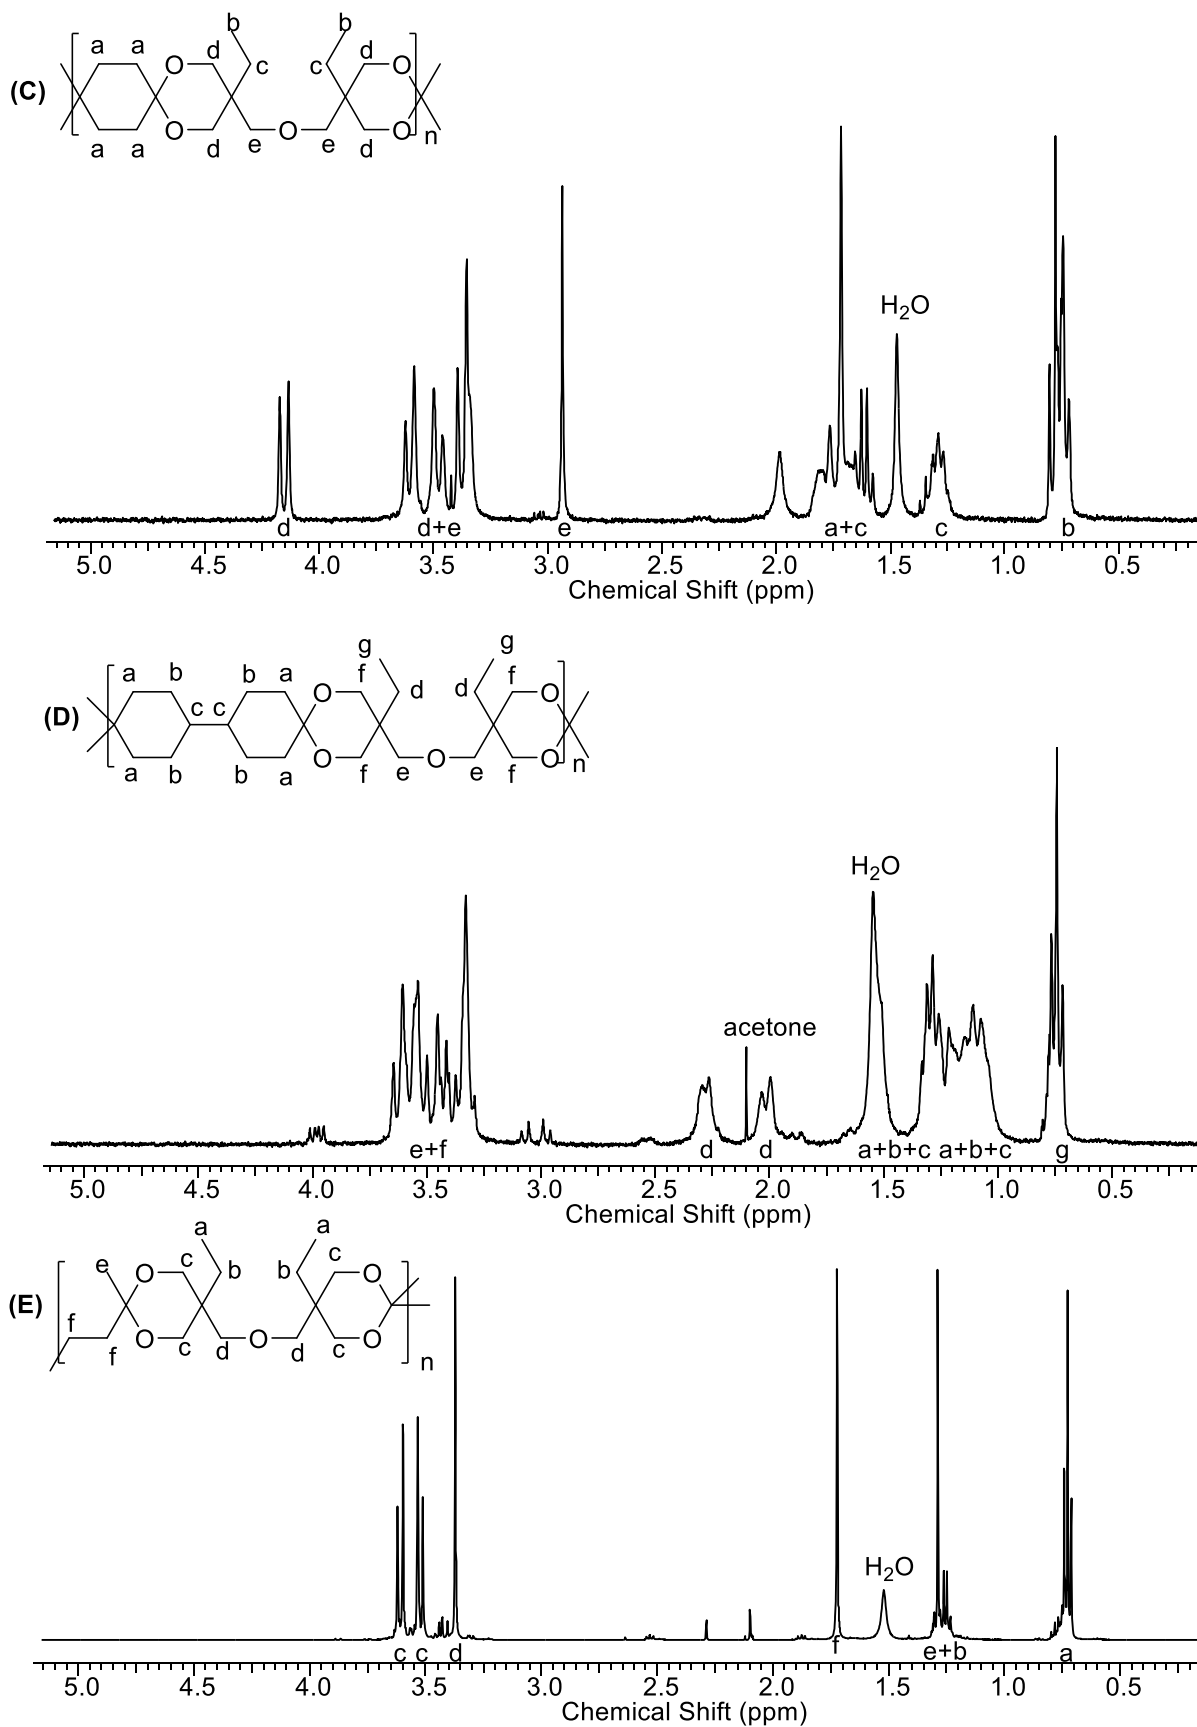 b b
a a d d
O c c O
(C)
O O O n
a a d e e d
H₂O
d d+e e a+c c b
5.0 4.5 4.0 3.5 3.0 2.5 2.0 1.5 1.0 0.5
Chemical Shift (ppm)
g g
a b b a f f
O d d O
(D) c c
O O O n
a b b a f e e f
H₂O
acetone
e+f d d a+b+c a+b+c g
5.0 4.5 4.0 3.5 3.0 2.5 2.0 1.5 1.0 0.5
Chemical Shift (ppm)
a a
e O c b b c O
(E)
f O O O
f c d d c n
H₂O
c c d f e+b a
5.0 4.5 4.0 3.5 3.0 2.5 2.0 1.5 1.0 0.5
Chemical Shift (ppm)